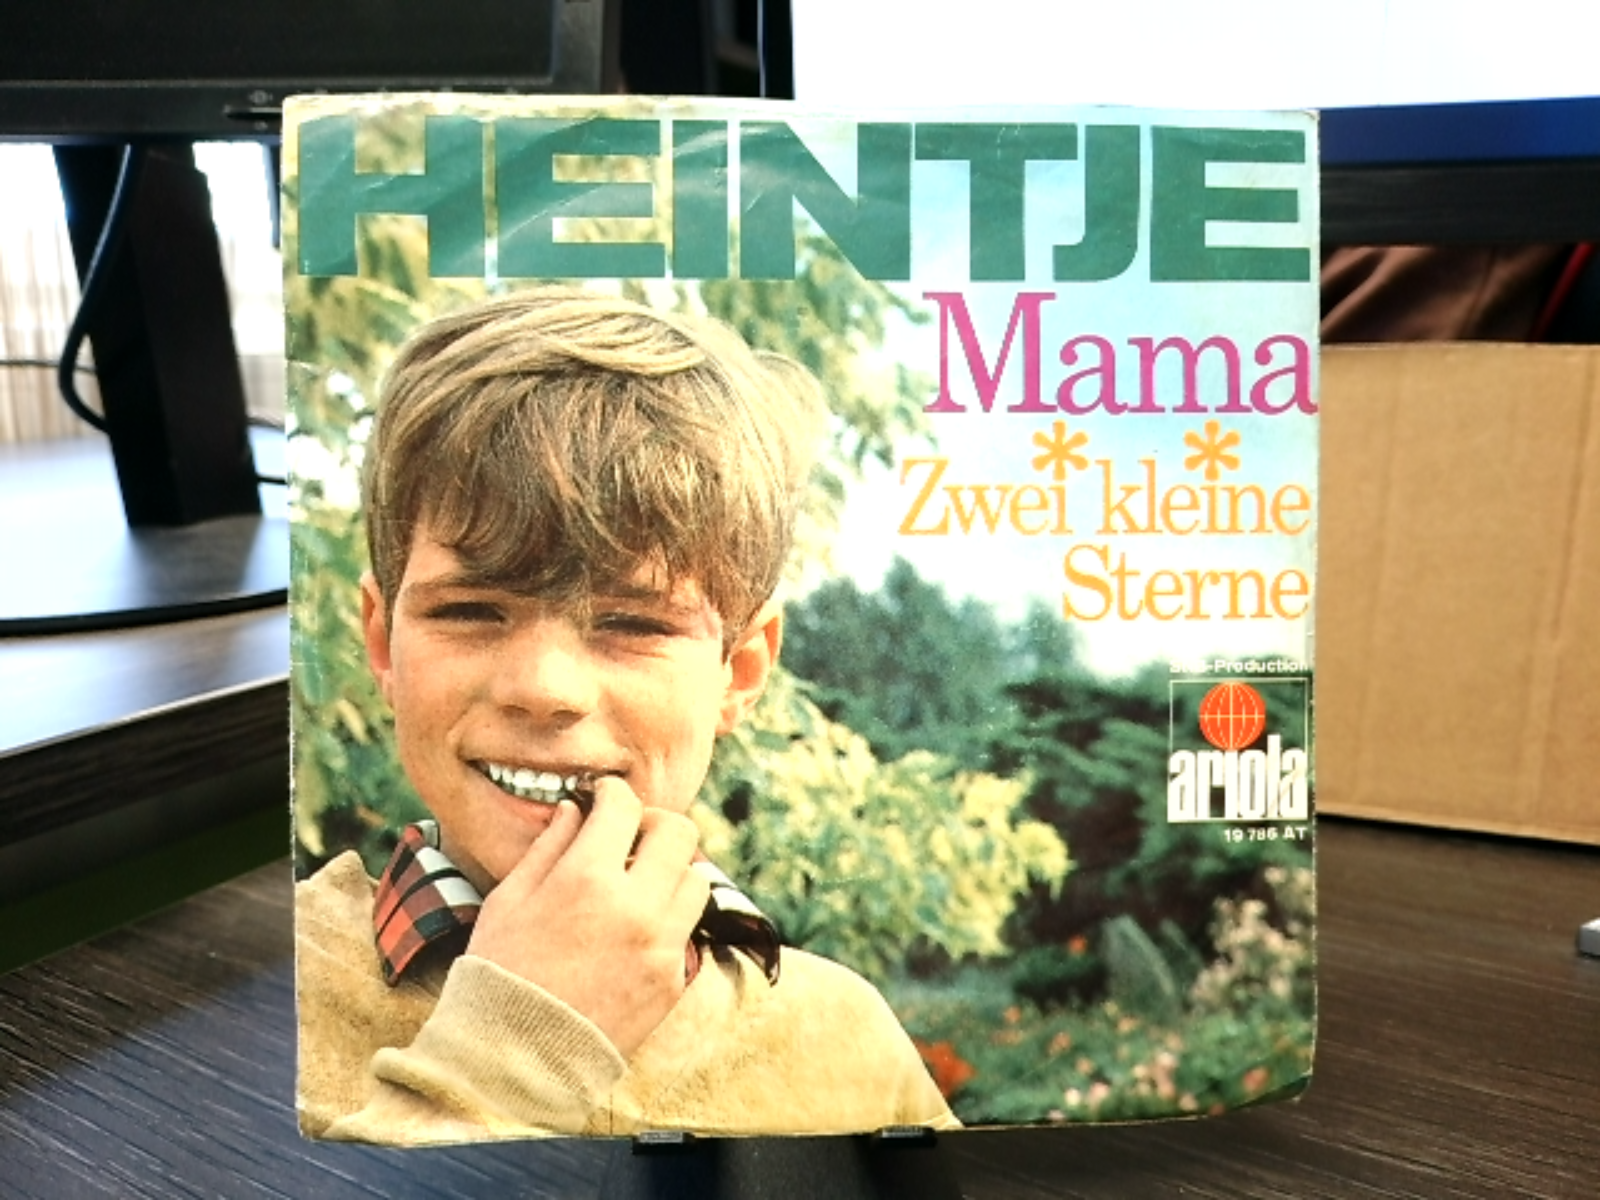 HEINTJE
Mama
Zwei kleine
Sterne
-Production
ariola
19 786 AT